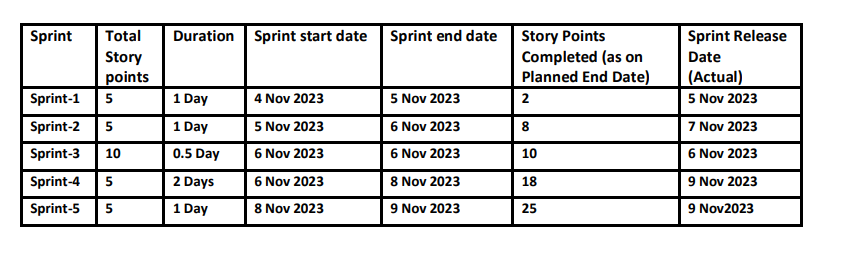 Sprint Total Story points Duration Sprint start date Sprint end date Story Points Completed (as on Planned End Date) Sprint Release Date (Actual)
Sprint-1 5 1 Day 4 Nov 2023 5 Nov 2023 2 5 Nov 2023
Sprint-2 5 1 Day 5 Nov 2023 6 Nov 2023 8 7 Nov 2023
Sprint-3 10 0.5 Day 6 Nov 2023 6 Nov 2023 10 6 Nov 2023
Sprint-4 5 2 Days 6 Nov 2023 8 Nov 2023 18 9 Nov 2023
Sprint-5 5 1 Day 8 Nov 2023 9 Nov 2023 25 9 Nov2023